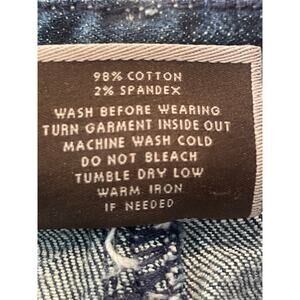 98% COTTON
2% SPANDEX
WASH BEFORE WEARING
TURN GARMENT INSIDE OUT
MACHINE WASH COLD
DO NOT BLEACH
TUMBLE DRY LOW
WARM IRON
IF NEEDED